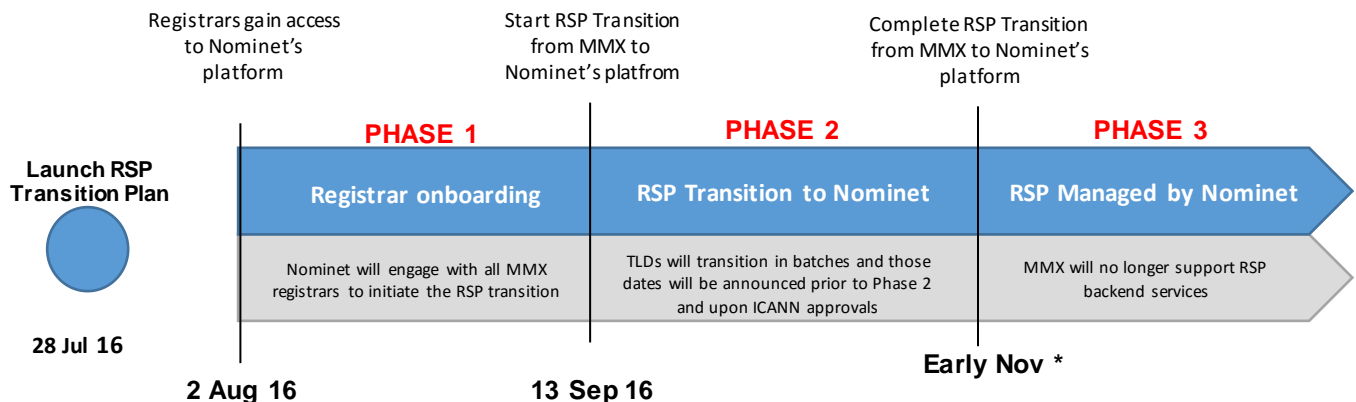 Registrars gain access
to Nominet's
platform
Start RSP Transition
from MMX to
Nominet's platfrom
Complete RSP Transition
from MMX to Nominet's
platform
PHASE 1
PHASE 2
PHASE 3
Launch RSP
Transition Plan
Registrar onboarding
RSP Transition to Nominet
RSP Managed by Nominet
Nominet will engage with all MMX
registrars to initiate the RSP transition
TLDs will transition in batches and those
dates will be announced prior to Phase 2
and upon ICANN approvals
MMX will no longer support RSP
backend services
28 Jul 16
2 Aug 16
13 Sep 16
Early Nov *